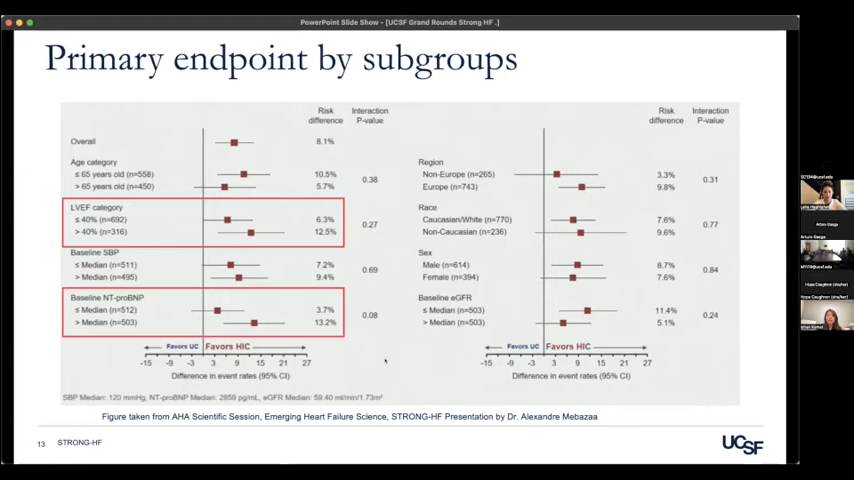 PowerPoint Slide Show - [UCSF Grand Rounds Strong HF .]
Primary endpoint by subgroups
Risk difference
Interaction P-value
Overall 8.1%
Age category
≤ 65 years old (n=558) 10.5%
> 65 years old (n=450) 5.7%
0.38
LVEF category
≤ 40% (n=692) 6.3%
> 40% (n=316) 12.5%
0.27
Baseline SBP
≤ Median (n=511) 7.2%
> Median (n=495) 9.4%
0.69
Baseline NT-proBNP
≤ Median (n=512) 3.7%
> Median (n=503) 13.2%
0.08
Favors UC Favors HIC
-15 -9 -3 3 9 15 21 27
Difference in event rates (95% CI)
Risk difference
Interaction P-value
Region
Non-Europe (n=265) 3.3%
Europe (n=743) 9.8%
0.31
Race
Caucasian/White (n=770) 7.6%
Non-Caucasian (n=236) 9.6%
0.77
Sex
Male (n=614) 8.7%
Female (n=394) 7.6%
0.84
Baseline eGFR
≤ Median (n=503) 11.4%
> Median (n=503) 5.1%
0.24
Favors UC Favors HIC
-15 -9 -3 3 9 15 21 27
Difference in event rates (95% CI)
SBP Median: 120 mmHg, NT-proBNP Median: 2859 pg/mL, eGFR Median: 59.40 ml/min/1.73m²
Figure taken from AHA Scientific Session, Emerging Heart Failure Science, STRONG-HF Presentation by Dr. Alexandre Mebazaa
13 STRONG-HF
UCSF